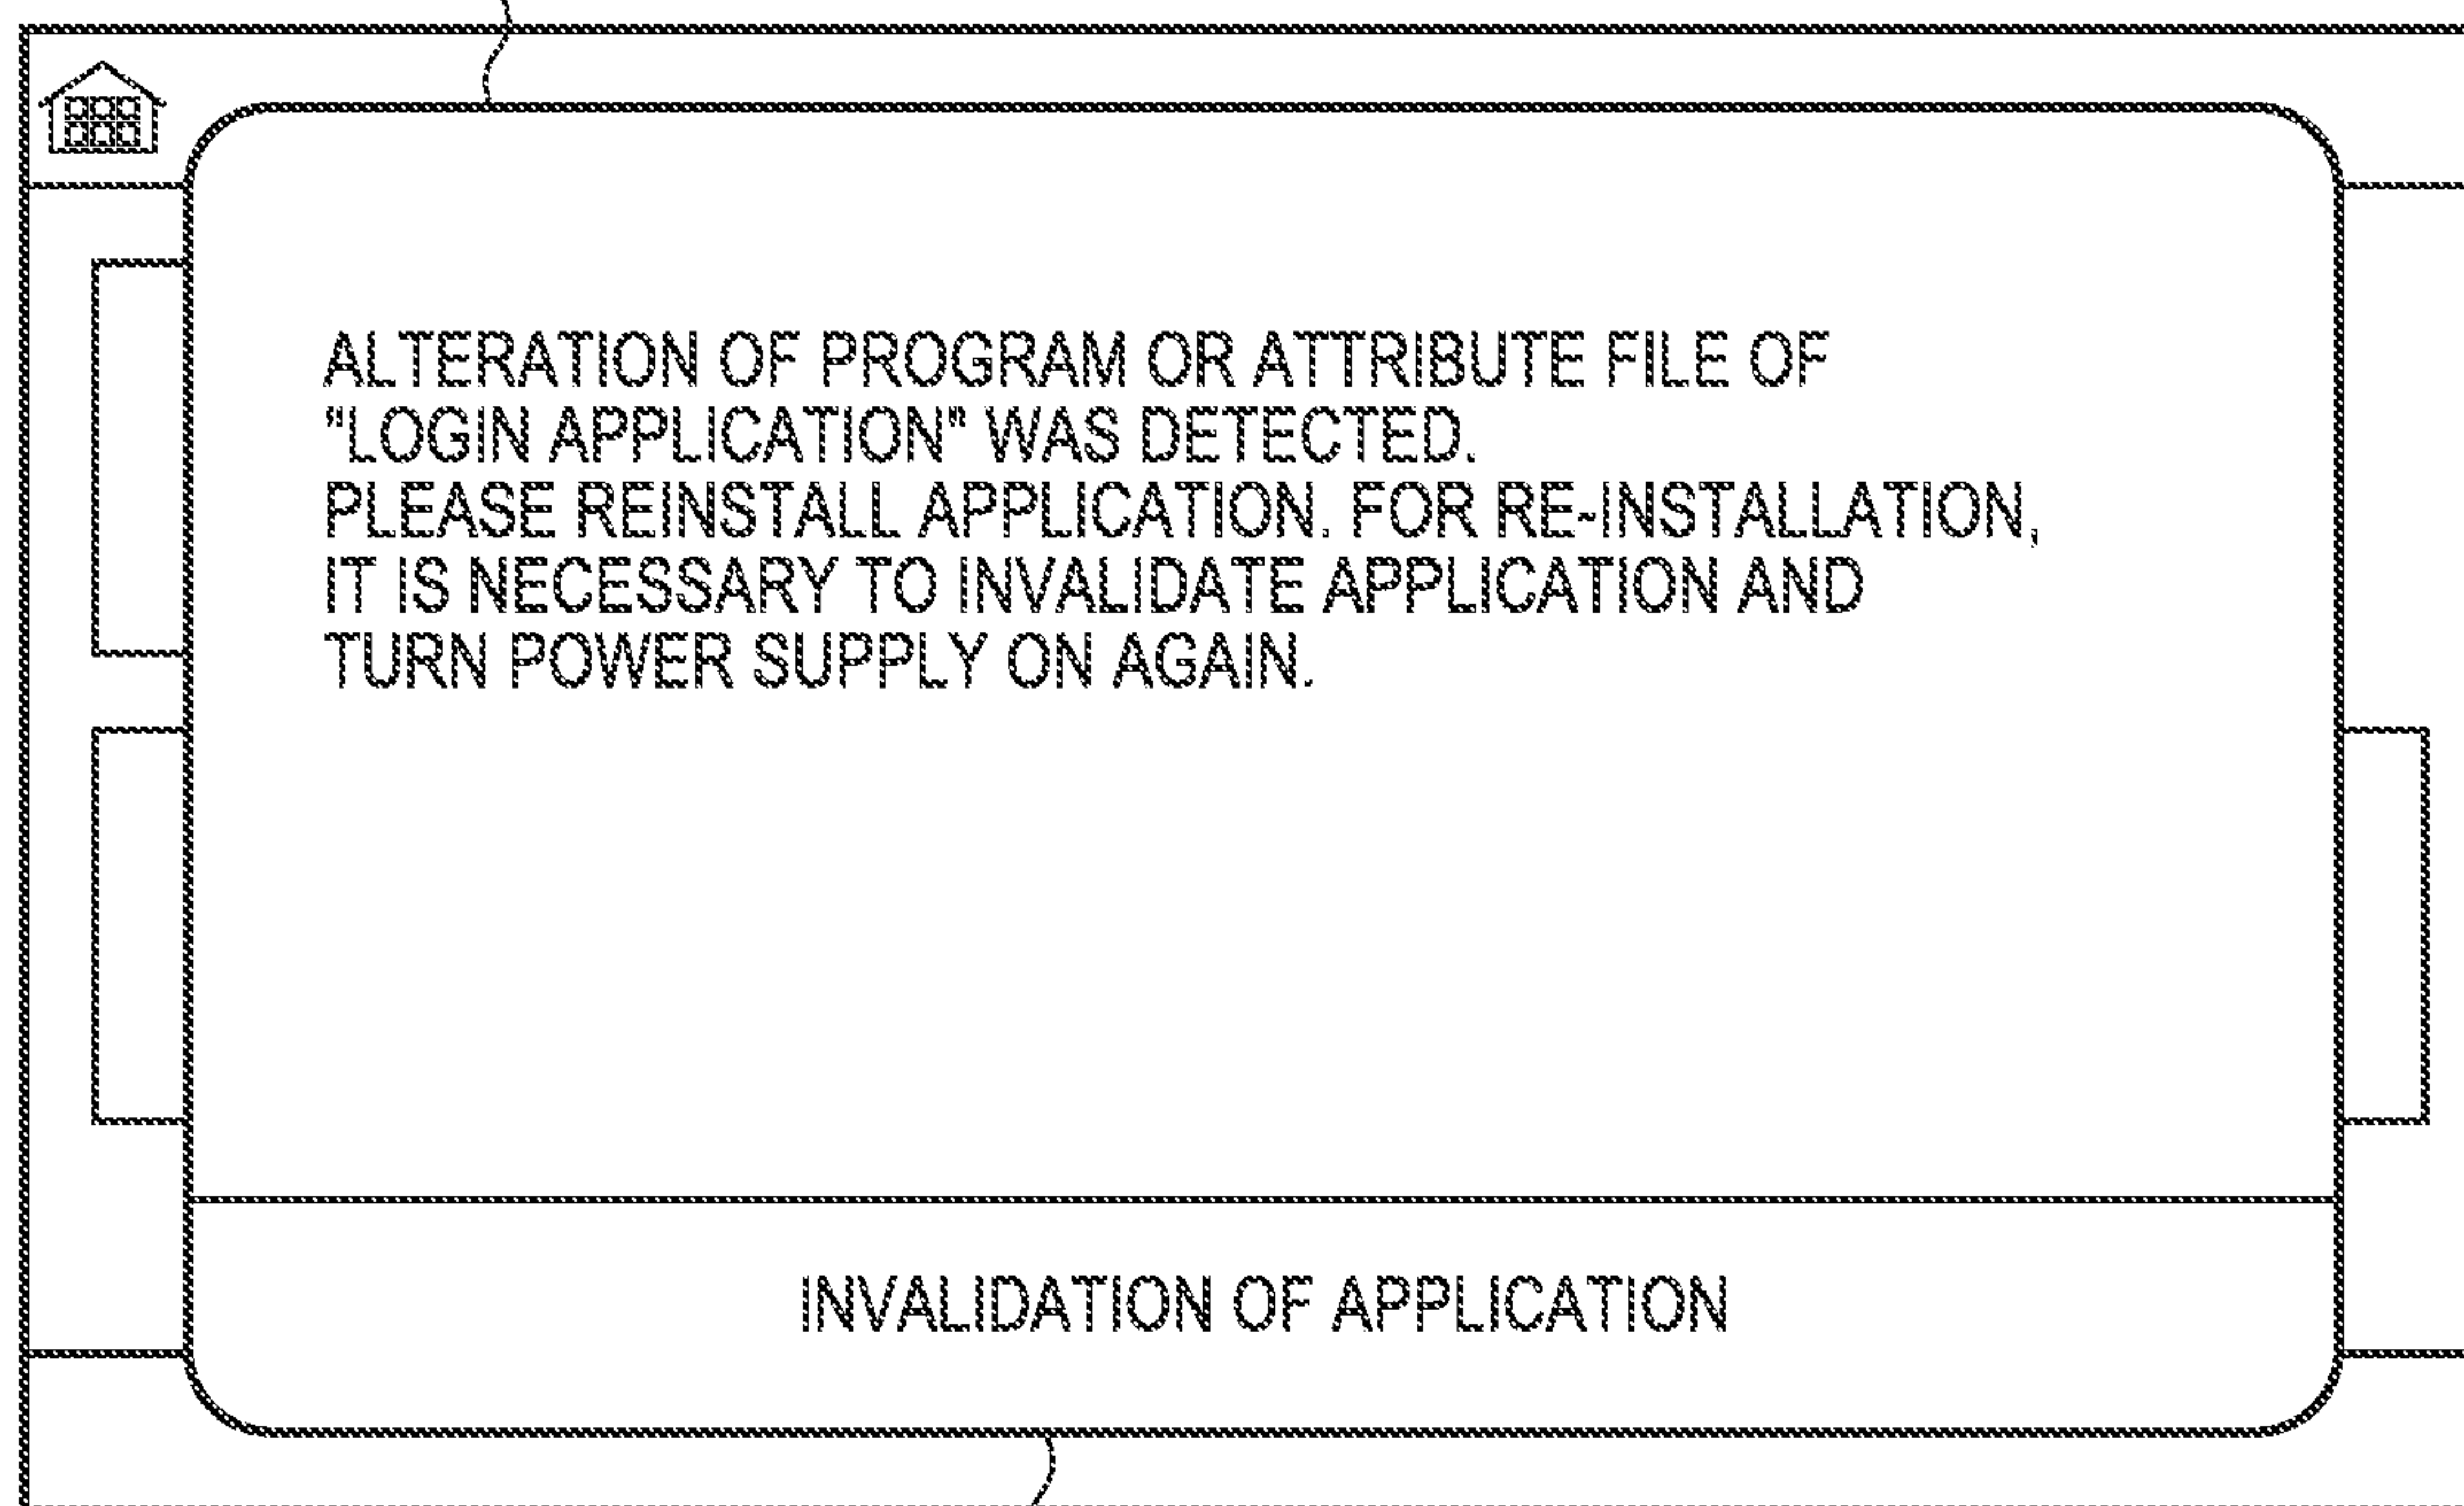 ALTERATION OF PROGRAM OR ATTRIBUTE FILE OF
"LOGIN APPLICATION" WAS DETECTED.
PLEASE REINSTALL APPLICATION. FOR RE-INSTALLATION,
IT IS NECESSARY TO INVALIDATE APPLICATION AND
TURN POWER SUPPLY ON AGAIN.
INVALIDATION OF APPLICATION